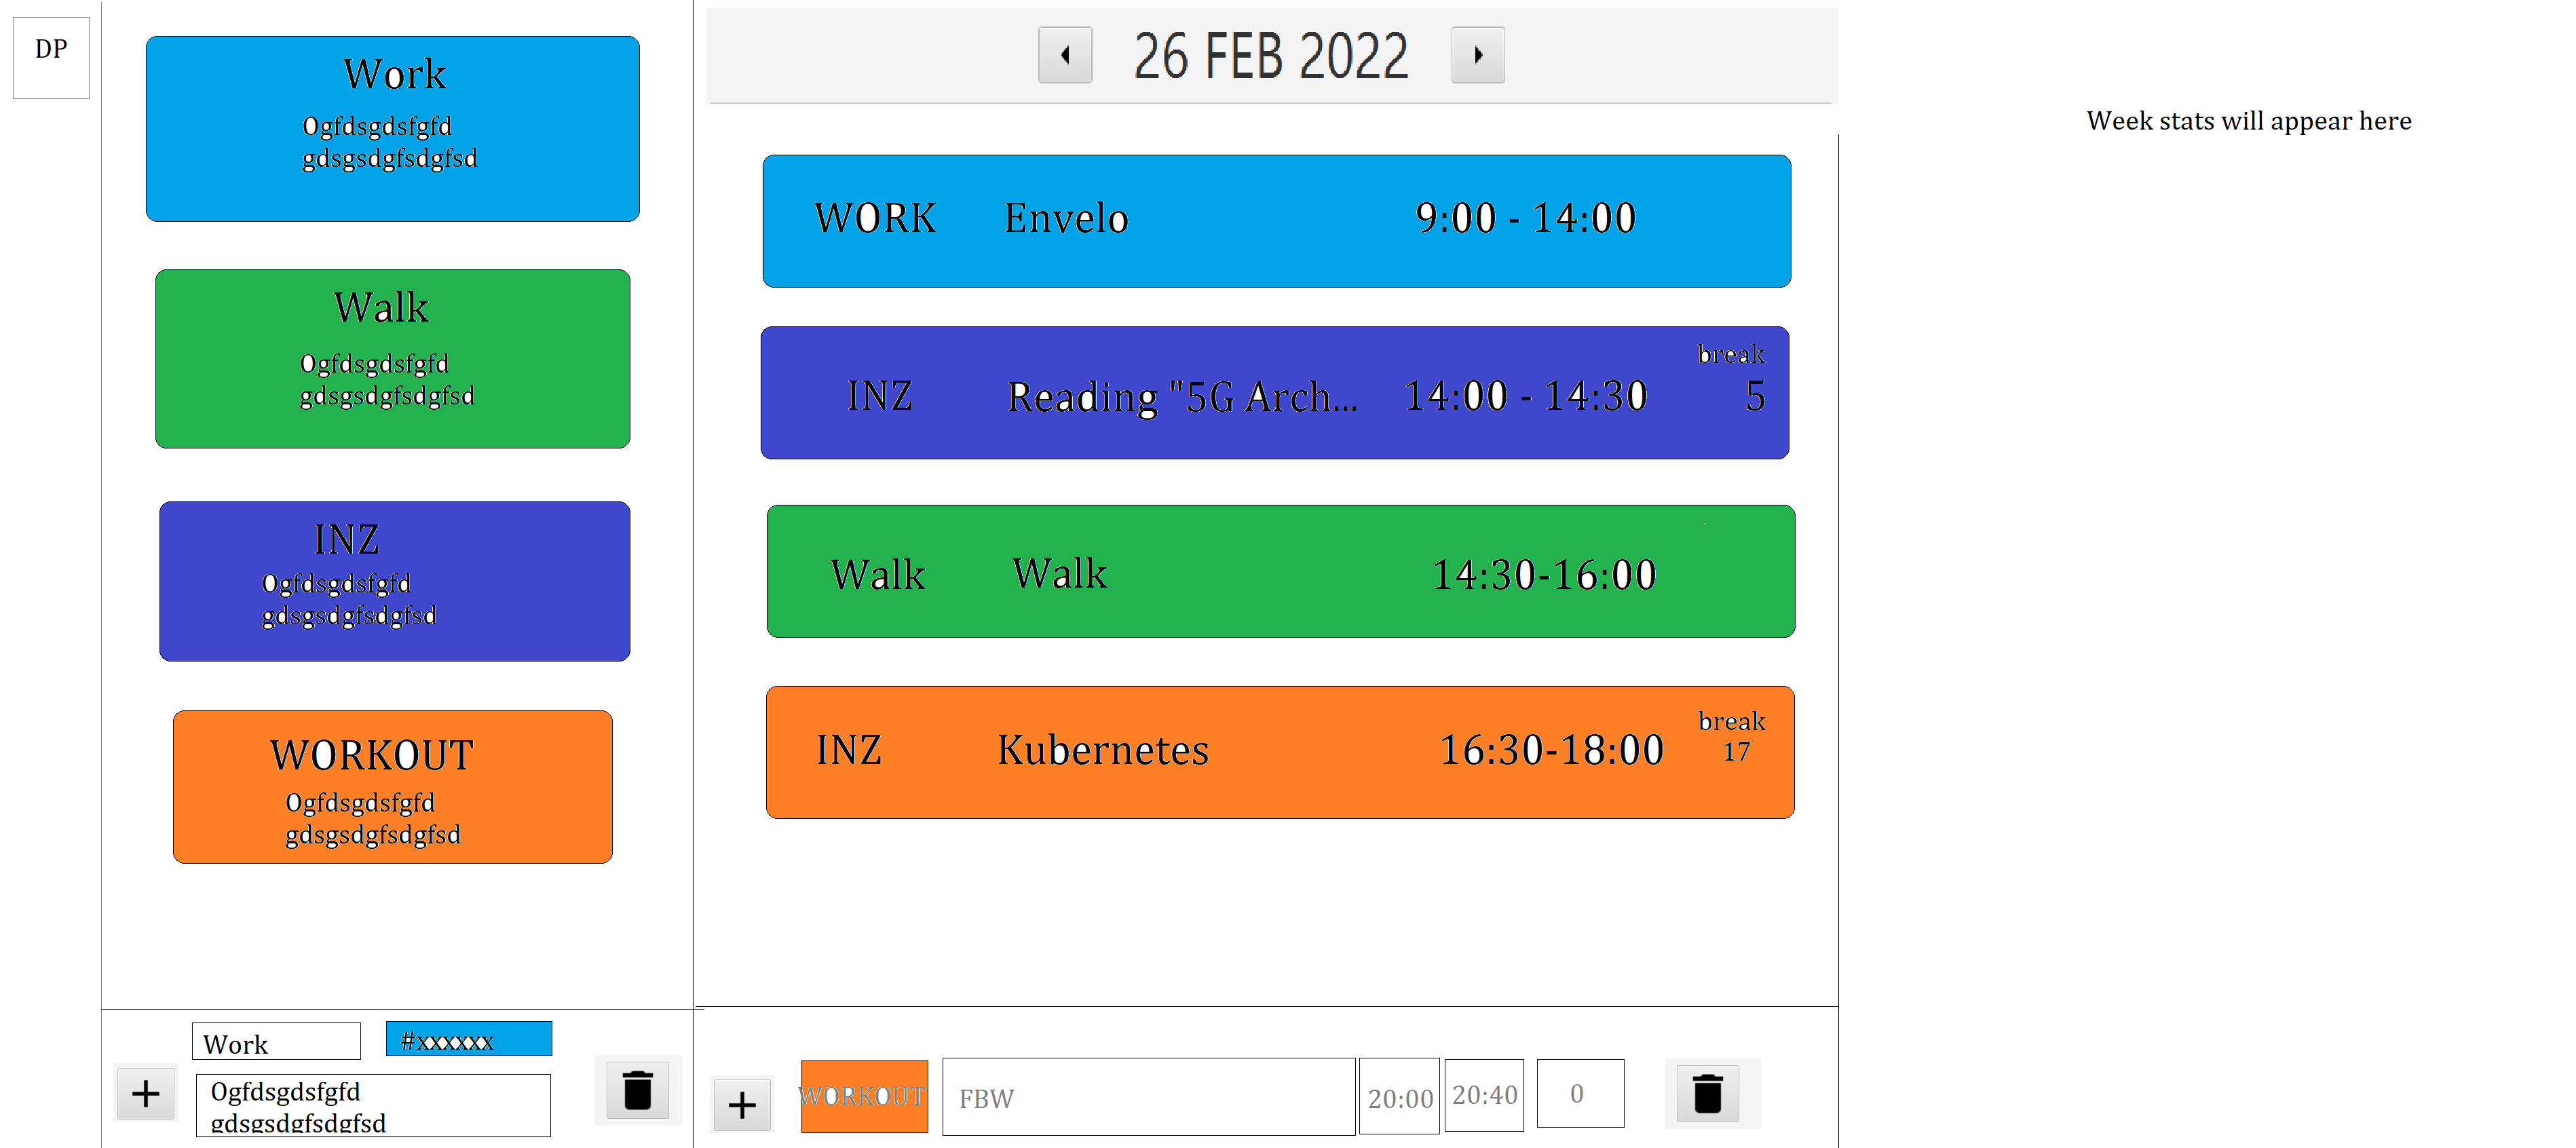 DP
Work
Ogfdsgdsfgfd
gdsgsdgfsdgfsd
Walk
Ogfdsgdsfgfd
gdsgsdgfsdgfsd
INZ
Ogfdsgdsfgfd
gdsgsdgfsdgfsd
WORKOUT
Ogfdsgdsfgfd
gdsgsdgfsdgfsd
Work
#xxxxxx
Ogfdsgdsfgfd
gdsgsdgfsdgfsd
26 FEB 2022
WORK Envelo 9:00 - 14:00
break
INZ Reading "5G Arch... 14:00 - 14:30 5
Walk Walk 14:30-16:00
break
INZ Kubernetes 16:30-18:00 17
WORKOUT FBW 20:00 20:40 0
Week stats will appear here